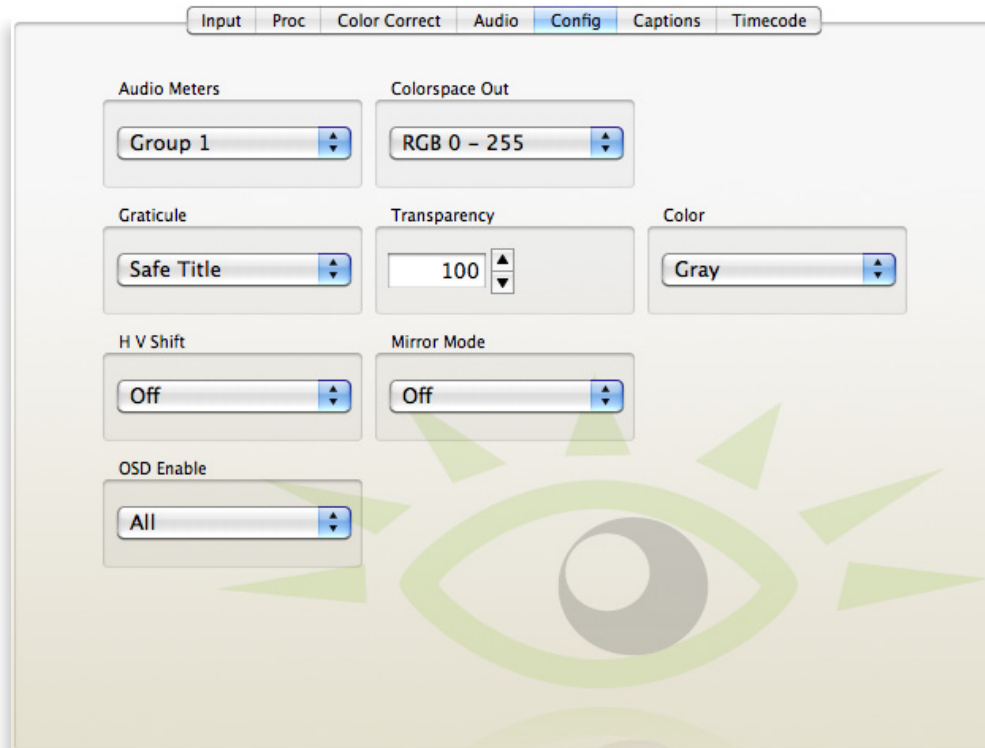 Input Proc Color Correct Audio Config Captions Timecode
Audio Meters Colorspace Out
Group 1 RGB 0 – 255
Graticule Transparency Color
Safe Title 100 Gray
H V Shift Mirror Mode
Off Off
OSD Enable
All